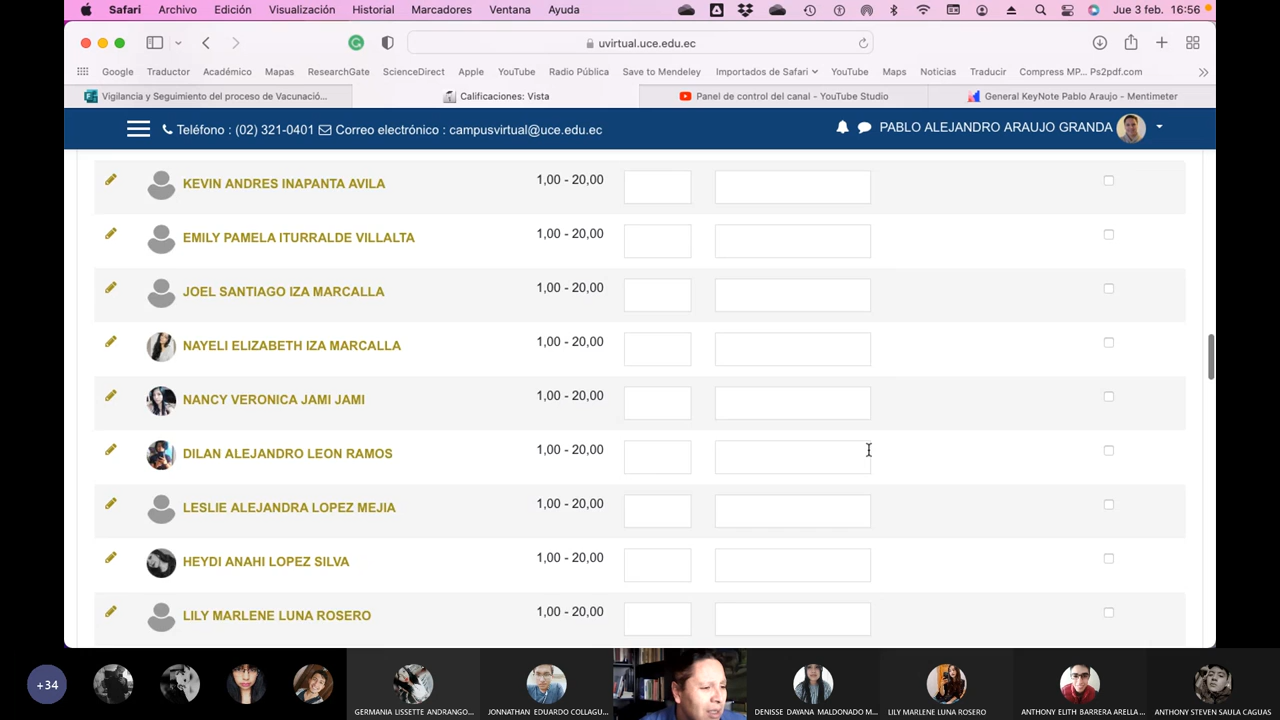 Safari Archivo Edición Visualización Historial Marcadores Ventana Ayuda Jue 3 feb. 16:56
uvirtual.uce.edu.ec
Google Traductor Académico Mapas ResearchGate ScienceDirect Apple YouTube Radio Pública Save to Mendeley Importados de Safari YouTube Maps Noticias Traducir Compress MP... Ps2pdf.com
Vigilancia y Seguimiento del proceso de Vacunació... Calificaciones: Vista Panel de control del canal - YouTube Studio General KeyNote Pablo Araujo - Mentimeter
Teléfono : (02) 321-0401 Correo electrónico : campusvirtual@uce.edu.ec PABLO ALEJANDRO ARAUJO GRANDA
KEVIN ANDRES INAPANTA AVILA 1,00 - 20,00
EMILY PAMELA ITURRALDE VILLALTA 1,00 - 20,00
JOEL SANTIAGO IZA MARCALLA 1,00 - 20,00
NAYELI ELIZABETH IZA MARCALLA 1,00 - 20,00
NANCY VERONICA JAMI JAMI 1,00 - 20,00
DILAN ALEJANDRO LEON RAMOS 1,00 - 20,00
LESLIE ALEJANDRA LOPEZ MEJIA 1,00 - 20,00
HEYDI ANAHI LOPEZ SILVA 1,00 - 20,00
LILY MARLENE LUNA ROSERO 1,00 - 20,00
+34
GERMANIA LISSETTE ANDRANGO... JONNATHAN EDUARDO COLLAGU... DENISSE DAYANA MALDONADO M... LILY MARLENE LUNA ROSERO ANTHONY ELITH BARRERA ARELLA ... ANTHONY STEVEN SAULA CAGUAS